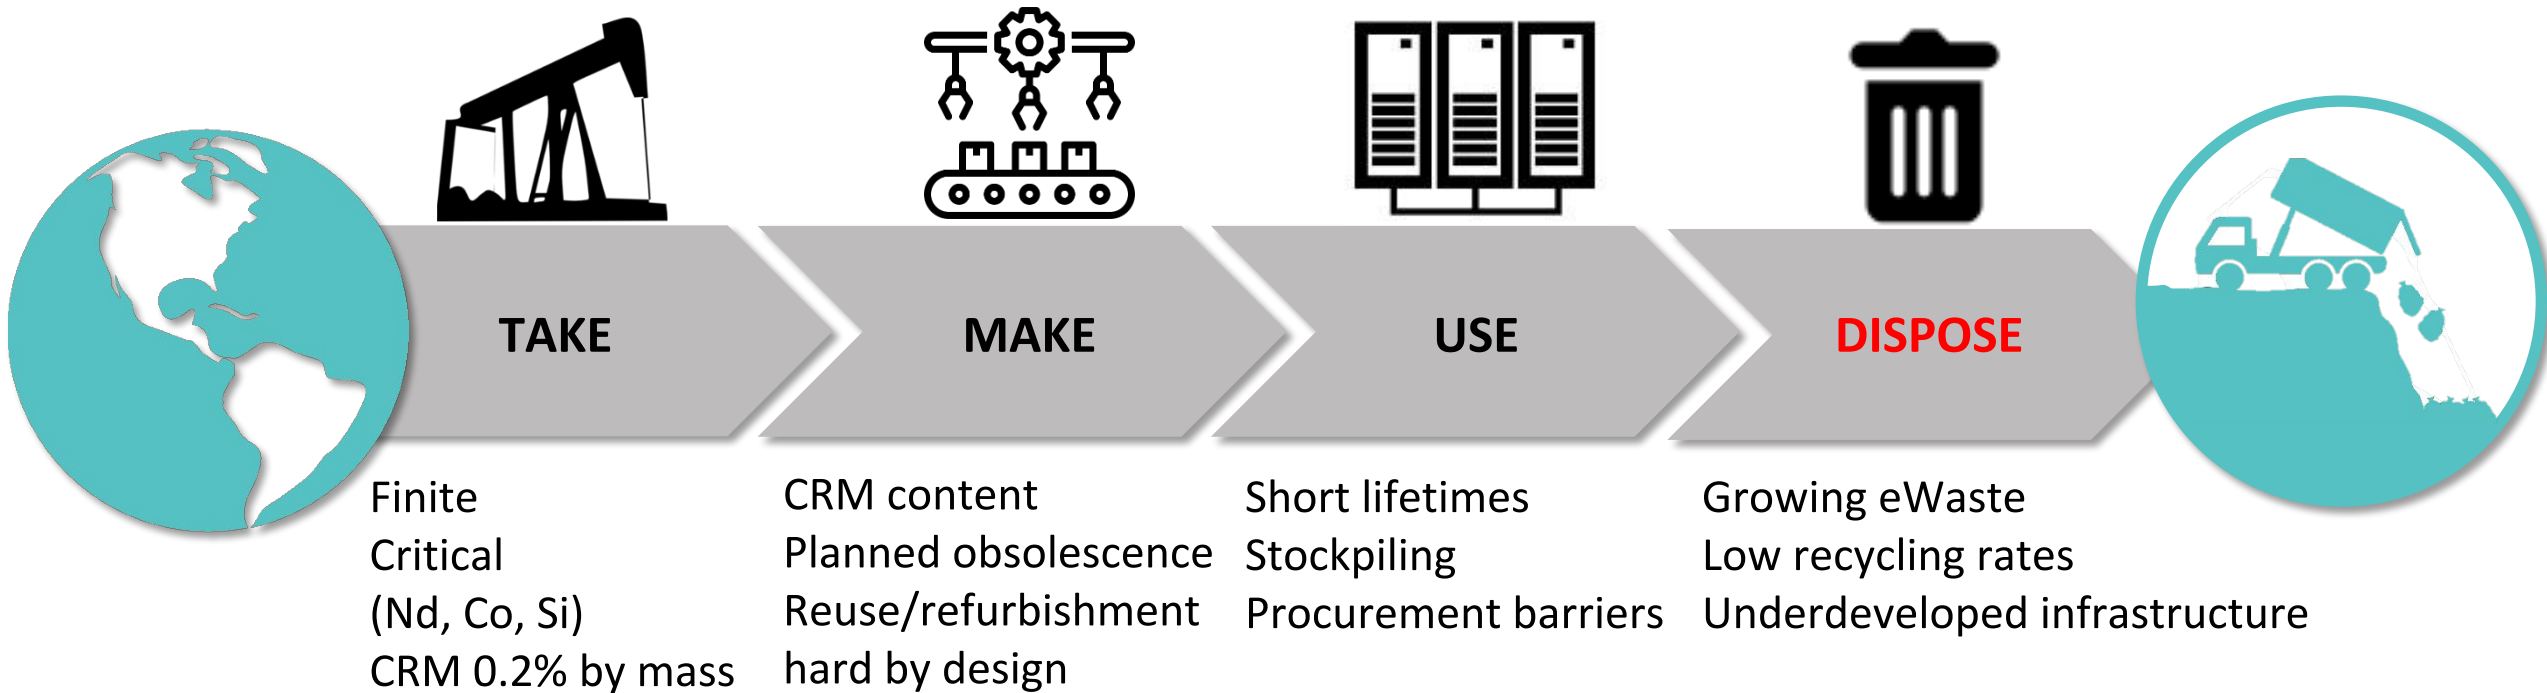 TAKE
MAKE
USE
DISPOSE
Finite
Critical
(Nd, Co, Si)
CRM 0.2% by mass
CRM content
Planned obsolescence
Reuse/refurbishment
hard by design
Short lifetimes
Stockpiling
Procurement barriers
Growing eWaste
Low recycling rates
Underdeveloped infrastructure